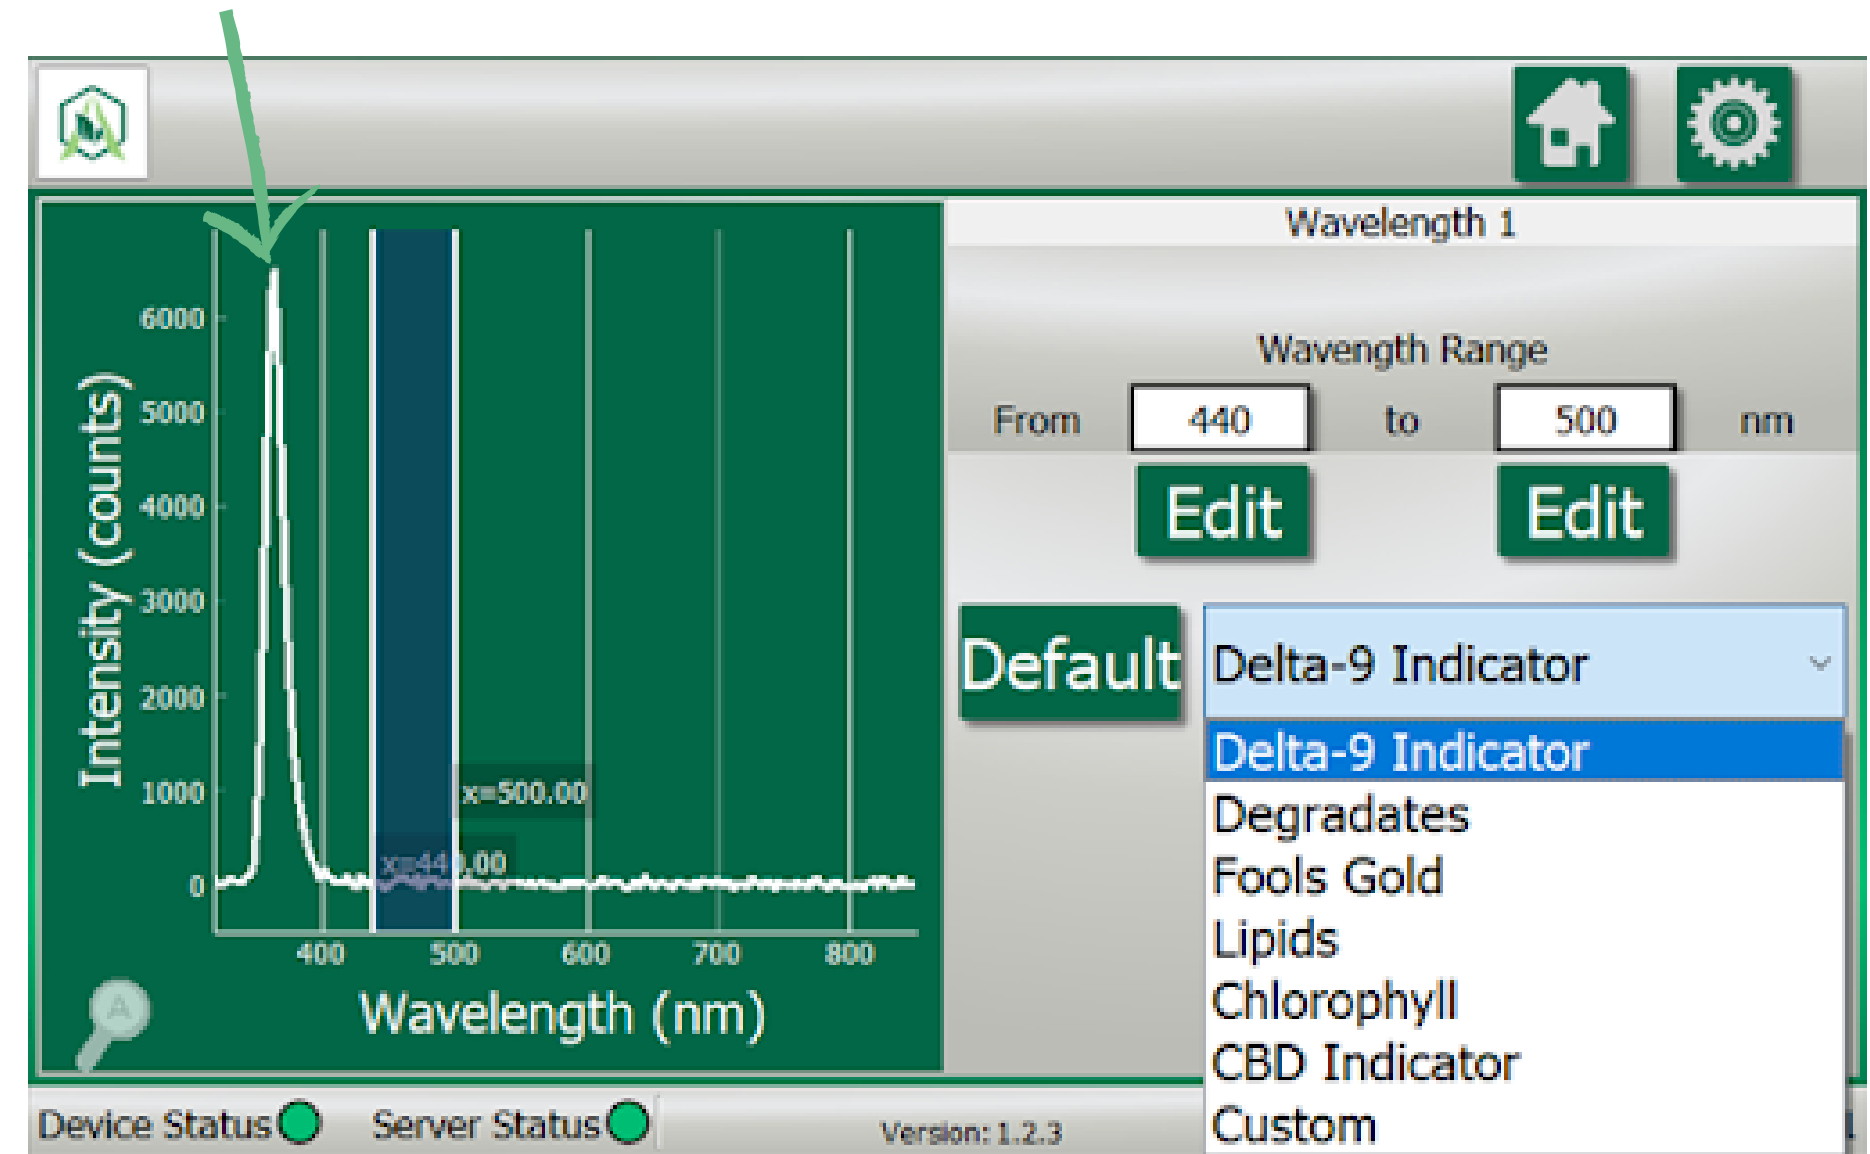 Wavelength 1
Wavength Range
From 440 to 500 nm
Edit Edit
Default Delta-9 Indicator
Delta-9 Indicator
Degradates
Fools Gold
Lipids
Chlorophyll
CBD Indicator
Custom
Intensity (counts)
6000
5000
4000
3000
2000
1000
0
x=500.00
x=440.00
400 500 600 700 800
Wavelength (nm)
A
Device Status Server Status Version: 1.2.3